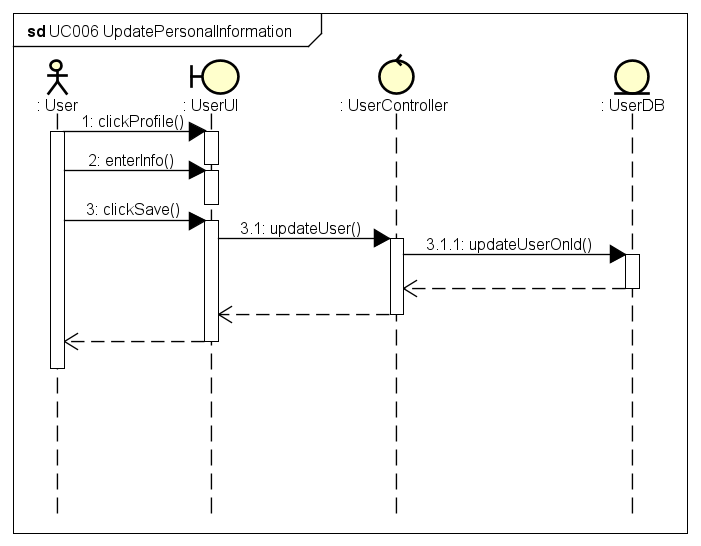 sd UC006 UpdatePersonalInformation
: User
: UserUI
: UserController
: UserDB
1: clickProfile()
2: enterInfo()
3: clickSave()
3.1: updateUser()
3.1.1: updateUserOnId()